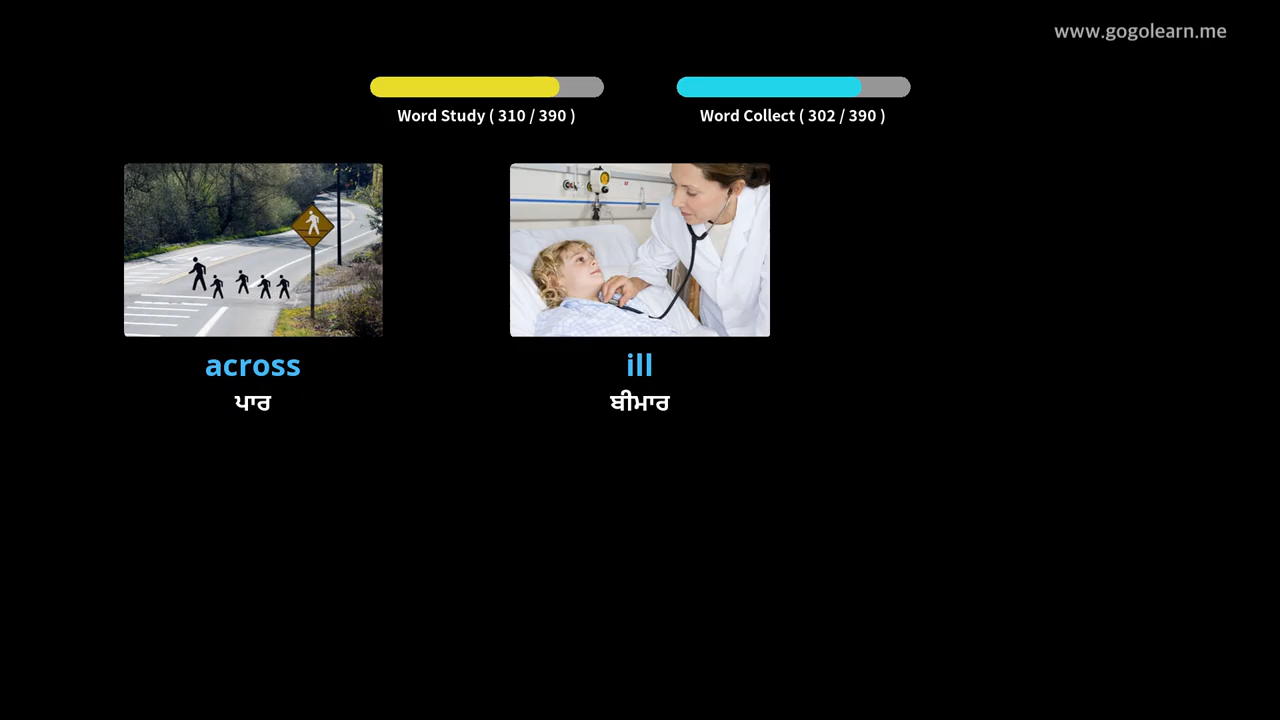 www.gogolearn.me
Word Study ( 310 / 390 )
Word Collect ( 302 / 390 )
across
ਪਾਰ
ill
ਬੀਮਾਰ